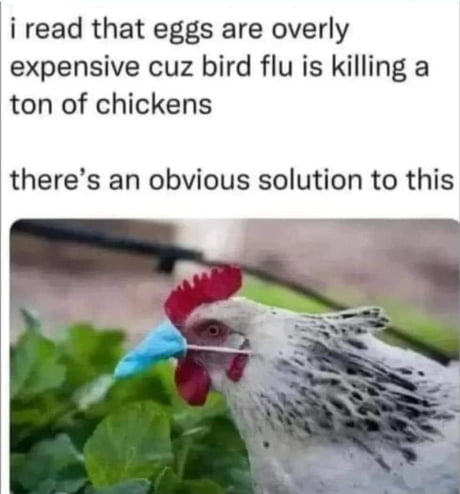 i read that eggs are overly
expensive cuz bird flu is killing a
ton of chickens
there's an obvious solution to this